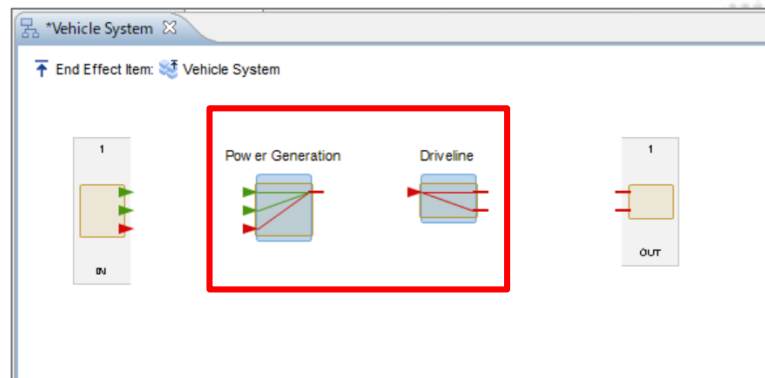 *Vehicle System
End Effect Item: Vehicle System
1
Power Generation
Driveline
1
IN
OUT